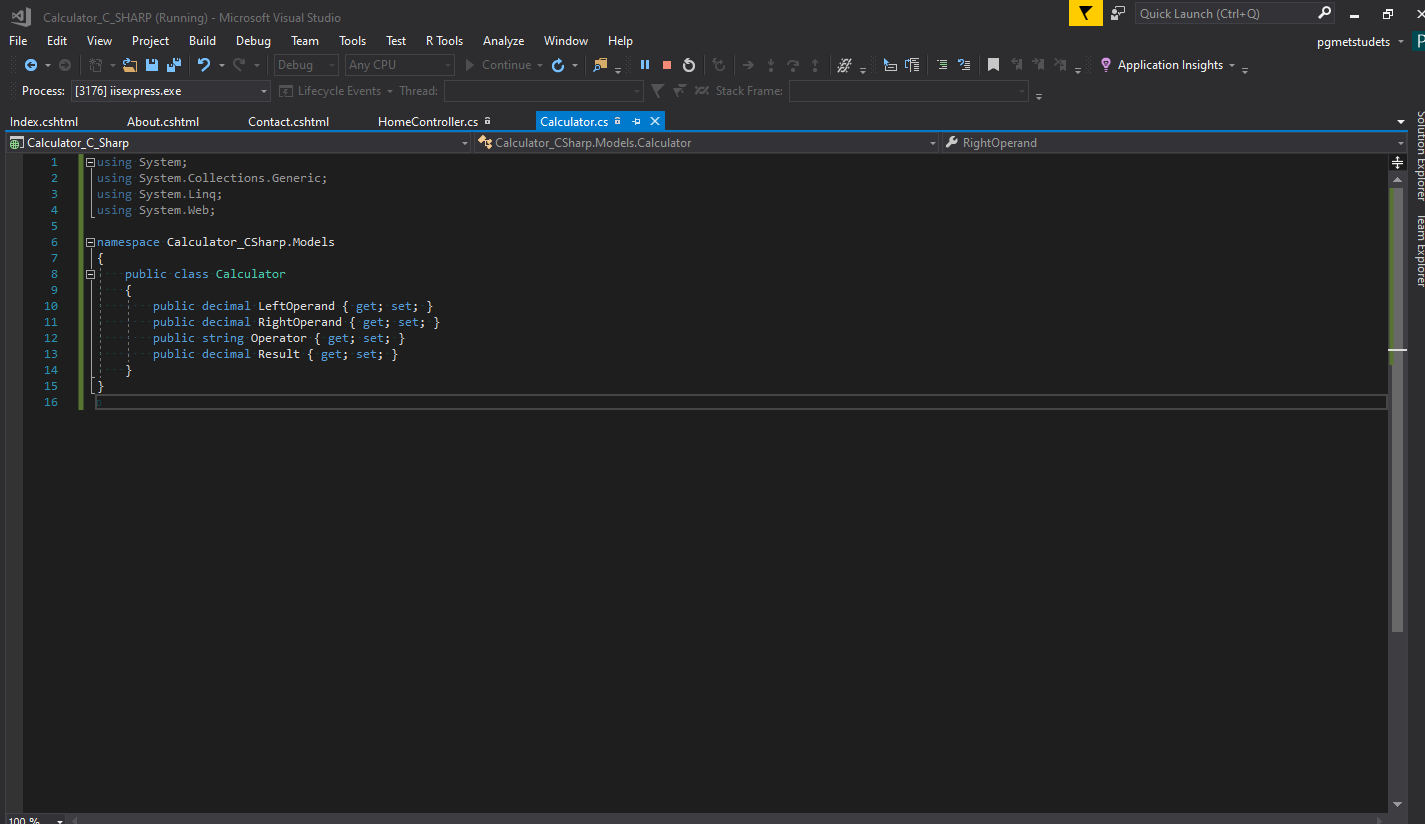 Calculator_C_SHARP (Running) - Microsoft Visual Studio
Quick Launch (Ctrl+Q)
File Edit View Project Build Debug Team Tools Test R Tools Analyze Window Help
pgmetstudets
P
Debug Any CPU Continue Application Insights
Process: [3176] iisexpress.exe Lifecycle Events Thread: Stack Frame:
Index.cshtml About.cshtml Contact.cshtml HomeController.cs Calculator.cs
Calculator_C_Sharp Calculator_CSharp.Models.Calculator RightOperand
1 using System;
2 using System.Collections.Generic;
3 using System.Linq;
4 using System.Web;
5
6 namespace Calculator_CSharp.Models
7 {
8 public class Calculator
9 {
10 public decimal LeftOperand { get; set; }
11 public decimal RightOperand { get; set; }
12 public string Operator { get; set; }
13 public decimal Result { get; set; }
14 }
15 }
16
100 %
Solution Explorer
Team Explorer